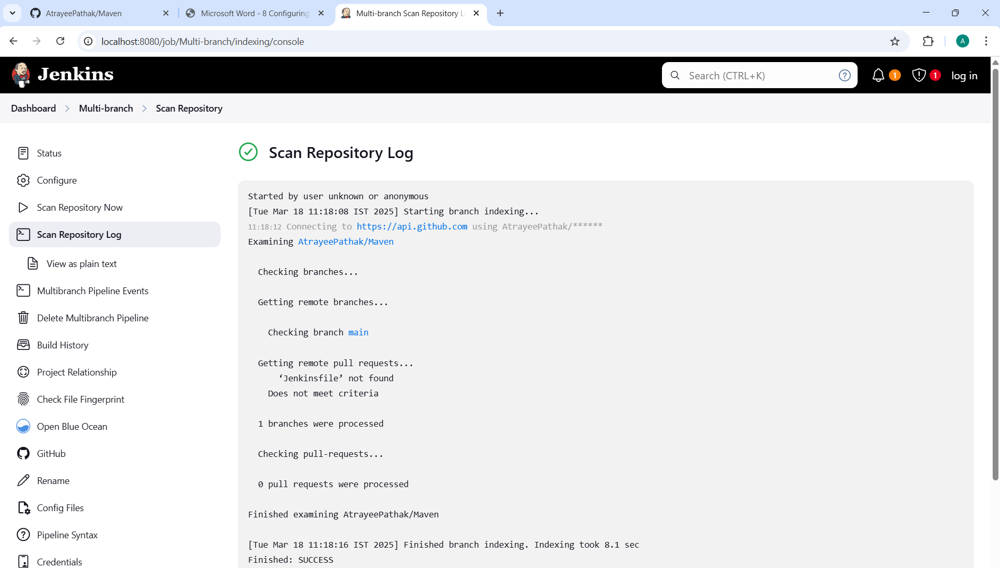 AtrayeePathak/Maven
Microsoft Word - 8 Configuring
Multi-branch Scan Repository L
localhost:8080/job/Multi-branch/indexing/console
A
Jenkins
Search (CTRL+K)
?
1
1
log in
Dashboard
Multi-branch
Scan Repository
Status
Configure
Scan Repository Now
Scan Repository Log
View as plain text
Multibranch Pipeline Events
Delete Multibranch Pipeline
Build History
Project Relationship
Check File Fingerprint
Open Blue Ocean
GitHub
Rename
Config Files
Pipeline Syntax
Credentials
Scan Repository Log
Started by user unknown or anonymous
[Tue Mar 18 11:18:08 IST 2025] Starting branch indexing...
11:18:12 Connecting to https://api.github.com using AtrayeePathak/******
Examining AtrayeePathak/Maven
Checking branches...
Getting remote branches...
Checking branch main
Getting remote pull requests...
‘Jenkinsfile’ not found
Does not meet criteria
1 branches were processed
Checking pull-requests...
0 pull requests were processed
Finished examining AtrayeePathak/Maven
[Tue Mar 18 11:18:16 IST 2025] Finished branch indexing. Indexing took 8.1 sec
Finished: SUCCESS